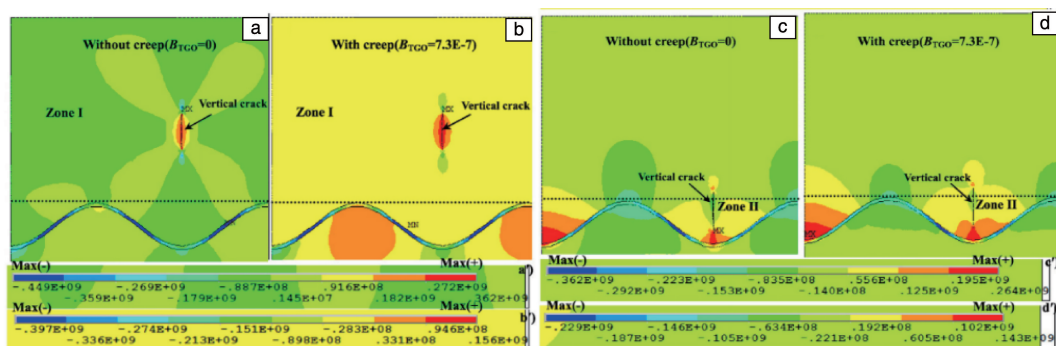 a
Without creep(BTGO=0)
Zone I
Vertical crack
MX
MX
b
With creep(BTGO=7.3E-7)
Zone I
Vertical crack
MX
MN
c
Without creep(BTGO=0)
Vertical crack
Zone II
MX
d
With creep(BTGO=7.3E-7)
Vertical crack
Zone II
MX
Max(-) Max(+) a')
-.449E+09 -.269E+09 -.887E+08 .916E+08 .272E+09
-.359E+09 -.179E+09 .145E+07 .182E+09 .362E+09
Max(-) Max(+) b')
-.397E+09 -.274E+09 -.151E+09 -.283E+08 .946E+08
-.336E+09 -.213E+09 -.898E+08 .331E+08 .156E+09
Max(-) Max(+) c')
-.362E+09 -.223E+09 -.835E+08 .556E+08 .195E+09
-.292E+09 -.153E+09 -.140E+08 .125E+09 .264E+09
Max(-) Max(+) d')
-.229E+09 -.146E+09 -.634E+08 .192E+08 .102E+09
-.187E+09 -.105E+09 -.221E+08 .605E+08 .143E+09